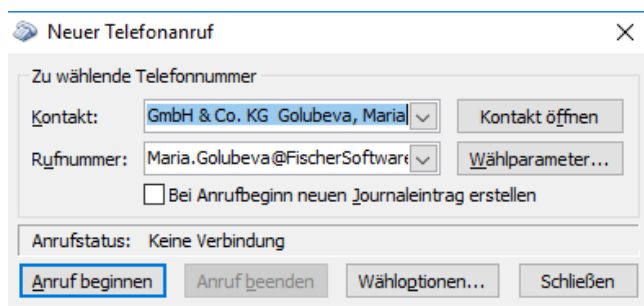 Neuer Telefonanruf
Zu wählende Telefonnummer
Kontakt: GmbH & Co. KG Golubeva, Maria Kontakt öffnen
Rufnummer: Maria.Golubeva@FischerSoftware Wählparameter...
Bei Anrufbeginn neuen Journaleintrag erstellen
Anrufstatus: Keine Verbindung
Anruf beginnen Anruf beenden Wähloptionen... Schließen